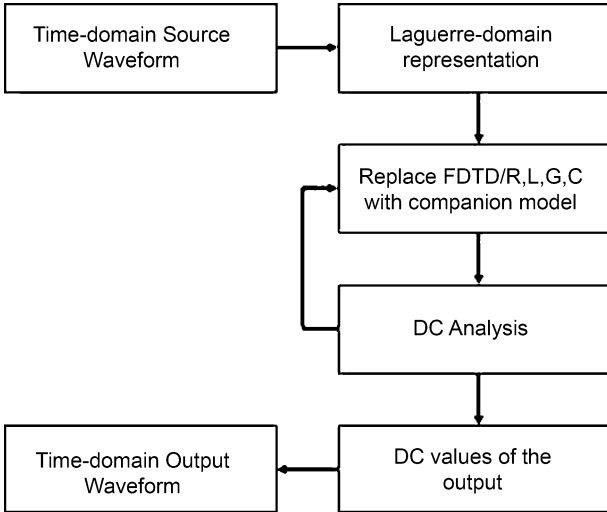 Time-domain Source
Waveform
Laguerre-domain
representation
Replace FDTD/R,L,G,C
with companion model
DC Analysis
DC values of the
output
Time-domain Output
Waveform